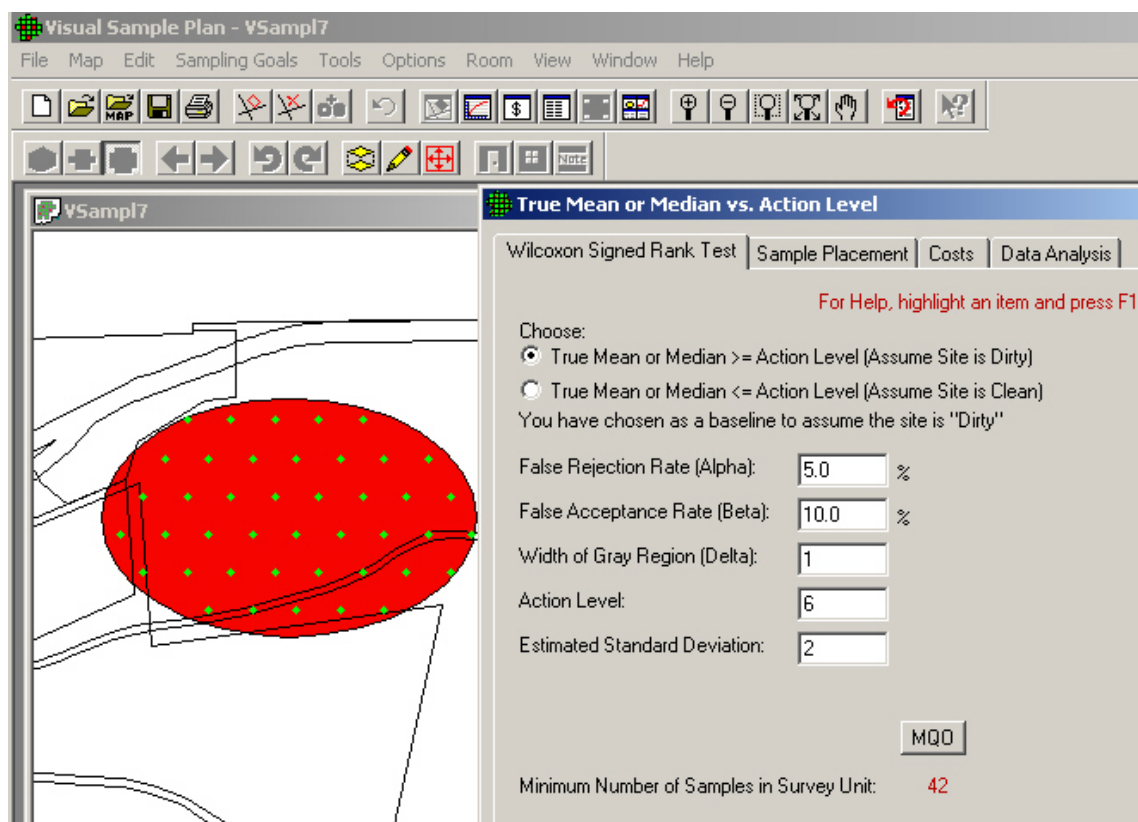 Visual Sample Plan - VSampl7
File Map Edit Sampling Goals Tools Options Room View Window Help
MAP $ 2 ?
Note
VSampl7
True Mean or Median vs. Action Level
Wilcoxon Signed Rank Test Sample Placement Costs Data Analysis
For Help, highlight an item and press F1
Choose:
True Mean or Median >= Action Level (Assume Site is Dirty)
True Mean or Median <= Action Level (Assume Site is Clean)
You have chosen as a baseline to assume the site is "Dirty"
False Rejection Rate (Alpha): 5.0 %
False Acceptance Rate (Beta): 10.0 %
Width of Gray Region (Delta): 1
Action Level: 6
Estimated Standard Deviation: 2
MQO
Minimum Number of Samples in Survey Unit: 42